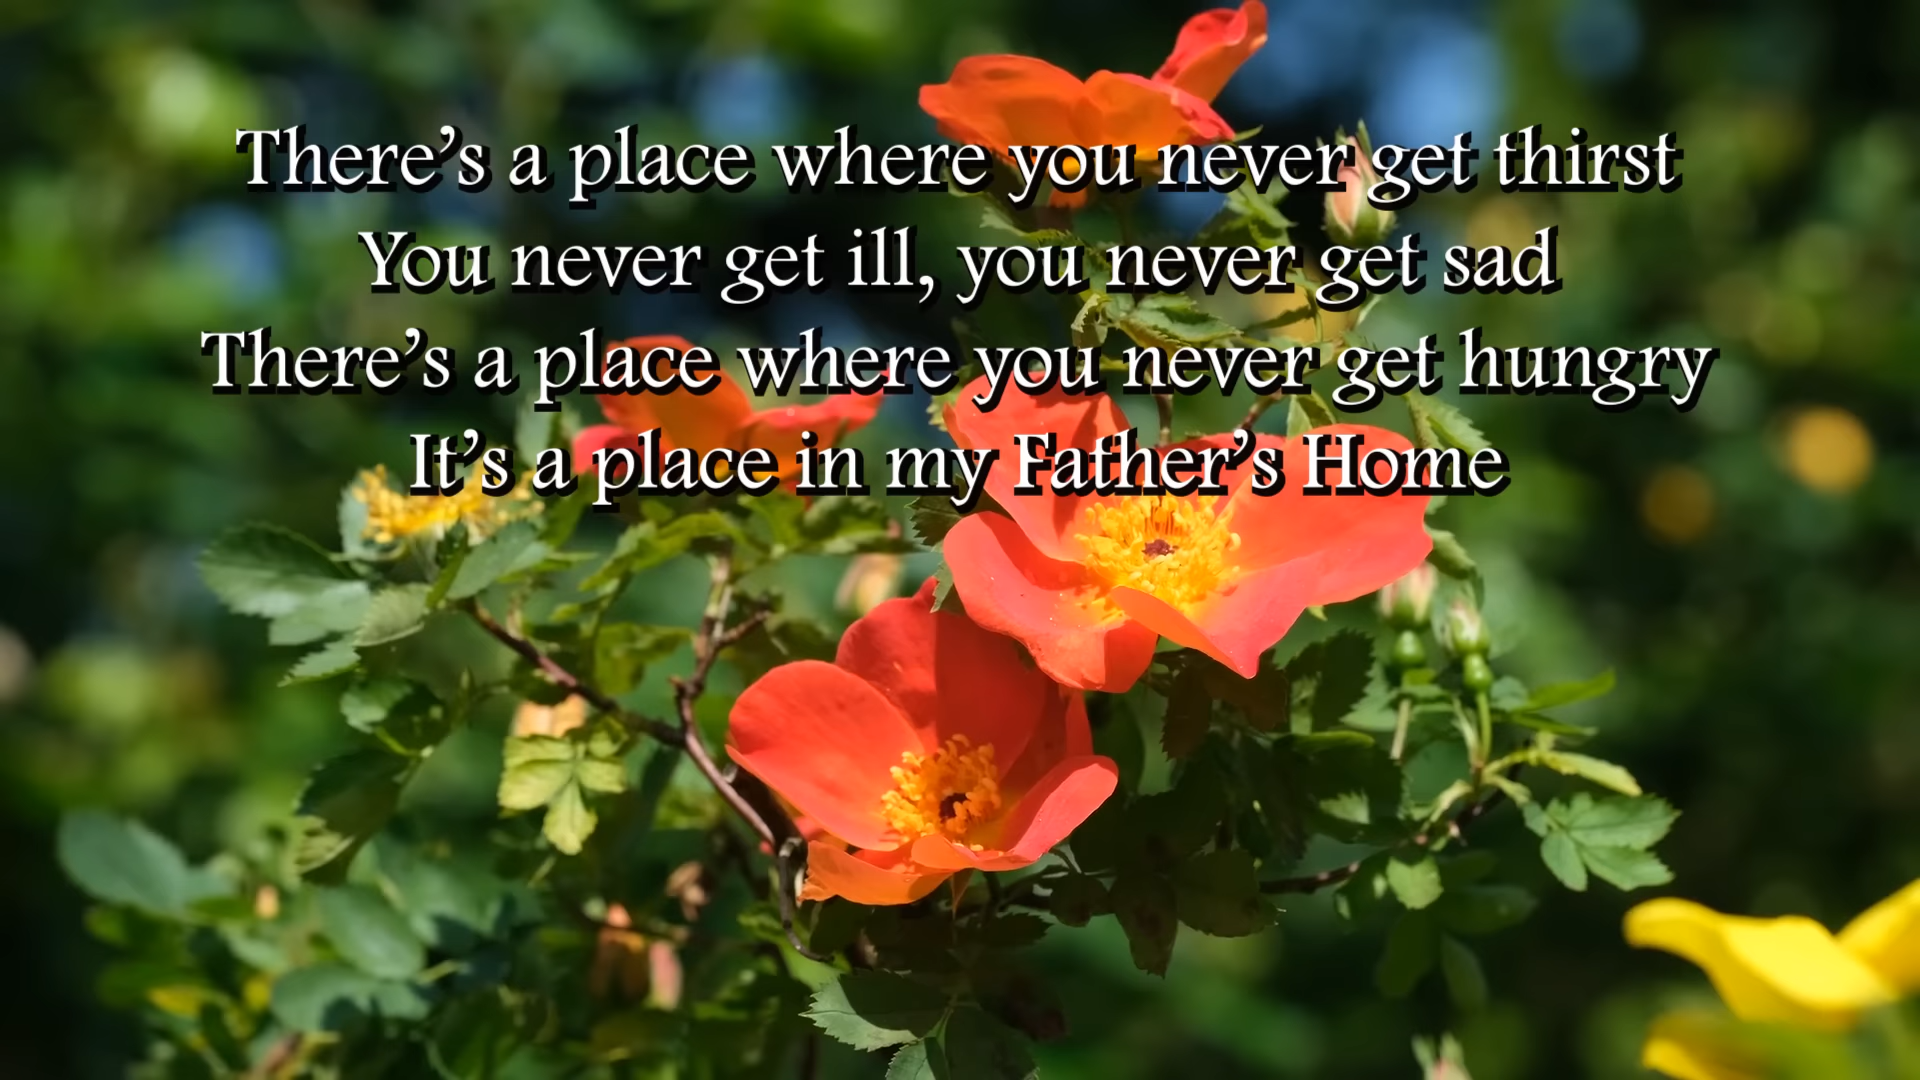 There’s a place where you never get thirst
You never get ill, you never get sad
There’s a place where you never get hungry
It’s a place in my Father’s Home